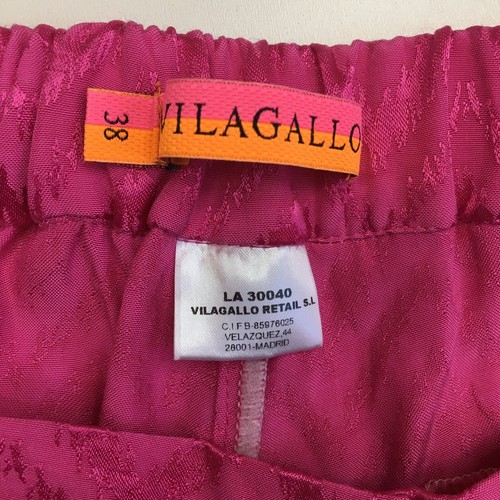 38
VILAGALLO
LA 30040
VILAGALLO RETAIL S.L
C.I.F B-85976025
VELAZQUEZ,44
28001-MADRID